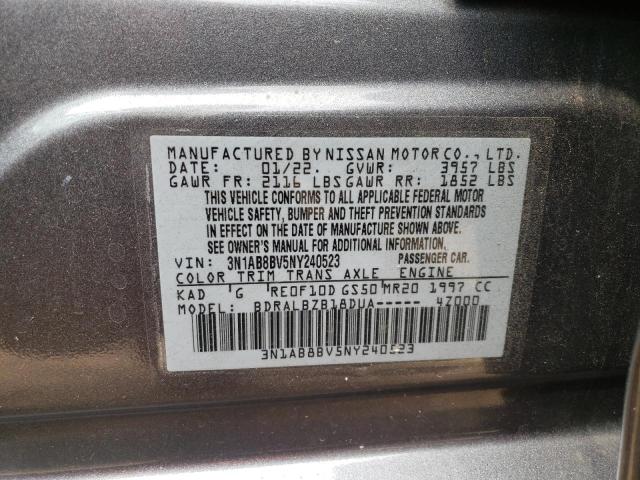 MANUFACTURED BY NISSAN MOTOR CO., LTD.
DATE: 01/22. GVWR: 3957 LBS
GAWR FR: 2116 LBS GAWR RR: 1852 LBS
THIS VEHICLE CONFORMS TO ALL APPLICABLE FEDERAL MOTOR
VEHICLE SAFETY, BUMPER AND THEFT PREVENTION STANDARDS
IN EFFECT ON THE DATE OF MANUFACTURE SHOWN ABOVE.
SEE OWNER'S MANUAL FOR ADDITIONAL INFORMATION
VIN: 3N1AB8BV5NY240523 PASSENGER CAR.
COLOR TRIM TRANS AXLE ENGINE
KAD G RE0F10D GS50 MR20 1997 CC
MODEL: BDRALBZB18DUA----- 4Z000
3N1AB8BV5NY240523